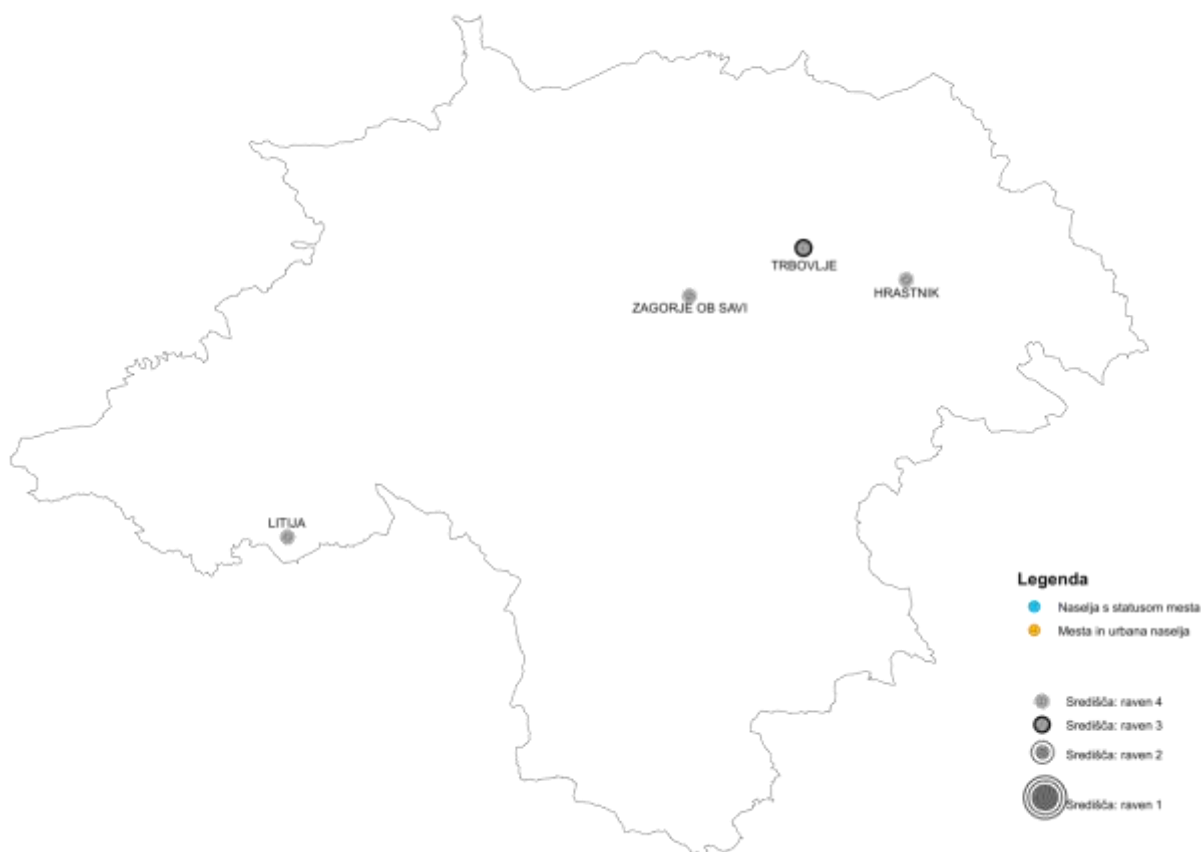 TRBOVLJE
HRASTNIK
ZAGORJE OB SAVI
LITIJA
Legenda
Naselja s statusom mesta
Mesta in urbana naselja
Središča: raven 4
Središča: raven 3
Središča: raven 2
Središča: raven 1